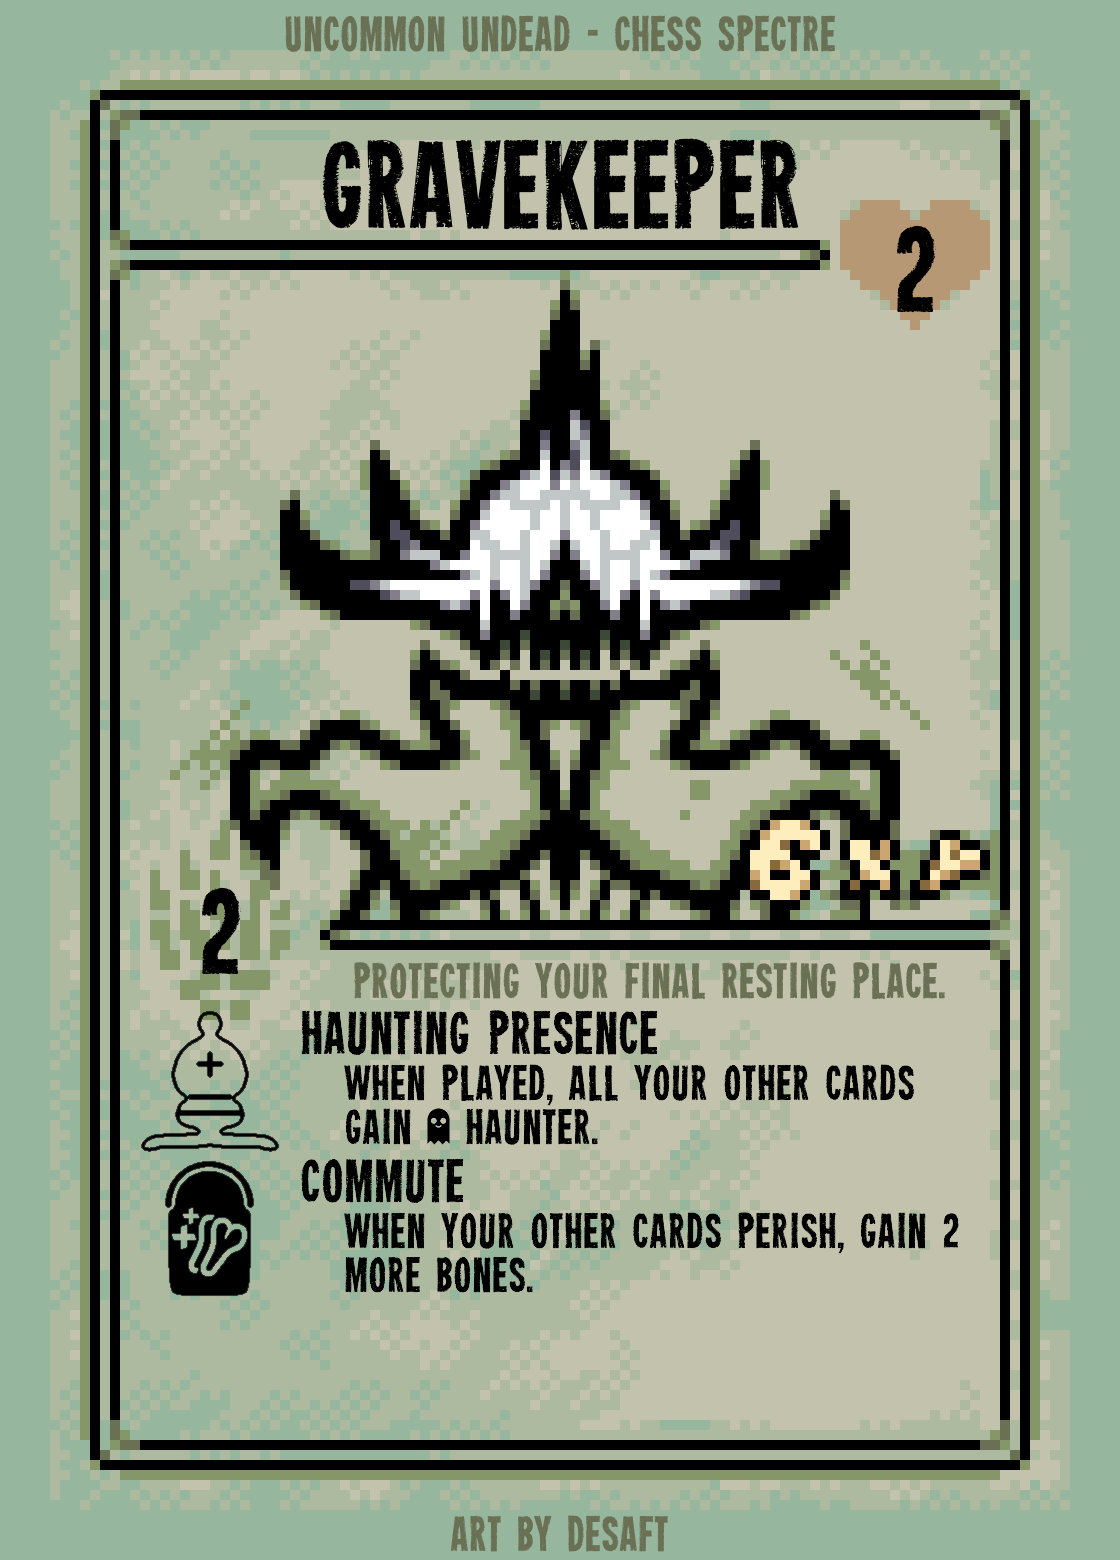 UNCOMMON UNDEAD - CHESS SPECTRE
GRAVEKEEPER
2
6 X
2
PROTECTING YOUR FINAL RESTING PLACE.
HAUNTING PRESENCE
WHEN PLAYED, ALL YOUR OTHER CARDS
GAIN HAUNTER.
COMMUTE
WHEN YOUR OTHER CARDS PERISH, GAIN 2
MORE BONES.
ART BY DESAFT